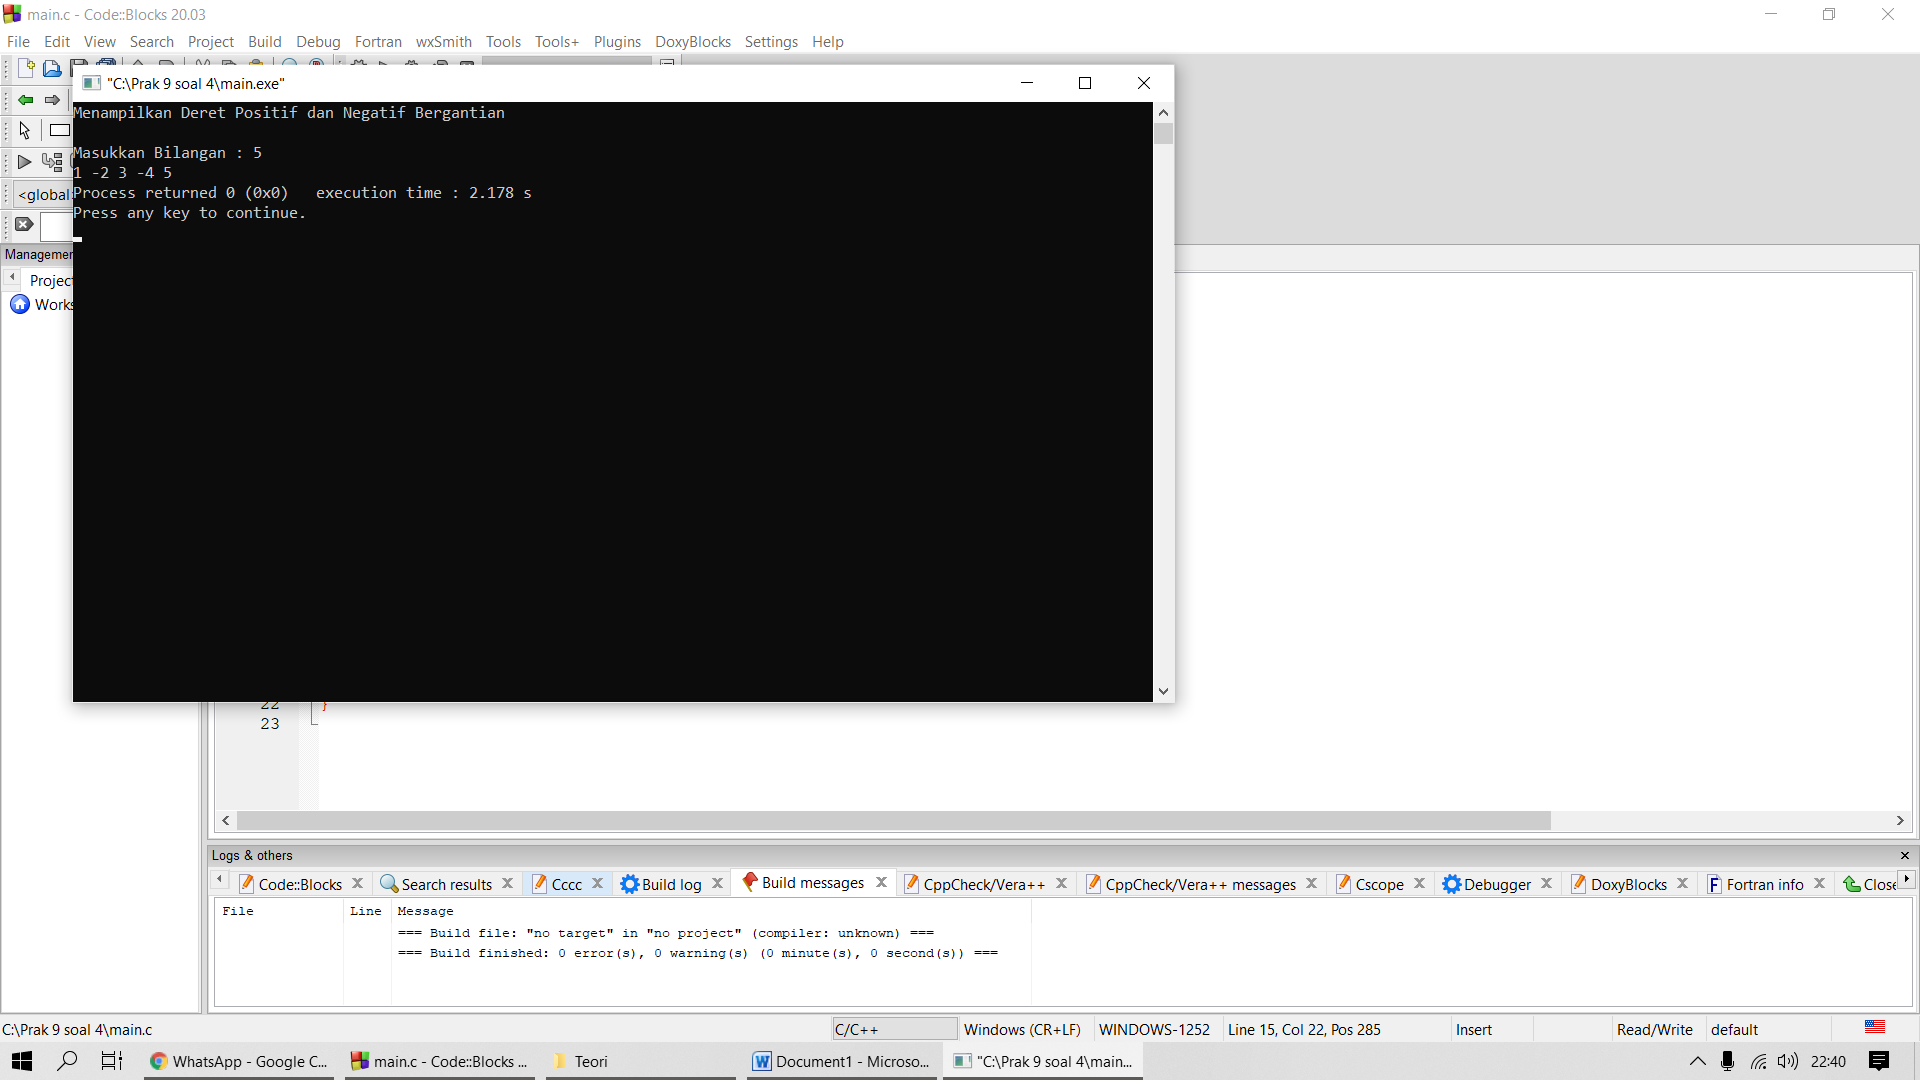 main.c - Code::Blocks 20.03
File Edit View Search Project Build Debug Fortran wxSmith Tools Tools+ Plugins DoxyBlocks Settings Help
"C:\Prak 9 soal 4\main.exe"
Menampilkan Deret Positif dan Negatif Bergantian
Masukkan Bilangan : 5
1 -2 3 -4 5
Process returned 0 (0x0)   execution time : 2.178 s
Press any key to continue.
<global
Managemen
Project
Works
22 }
23
Logs & others
Code::Blocks Search results Cccc Build log Build messages CppCheck/Vera++ CppCheck/Vera++ messages Cscope Debugger DoxyBlocks Fortran info Close
File Line Message
=== Build file: "no target" in "no project" (compiler: unknown) ===
=== Build finished: 0 error(s), 0 warning(s) (0 minute(s), 0 second(s)) ===
C:\Prak 9 soal 4\main.c C/C++ Windows (CR+LF) WINDOWS-1252 Line 15, Col 22, Pos 285 Insert Read/Write default
WhatsApp - Google C... main.c - Code::Blocks ... Teori Document1 - Microso... "C:\Prak 9 soal 4\main... 22:40